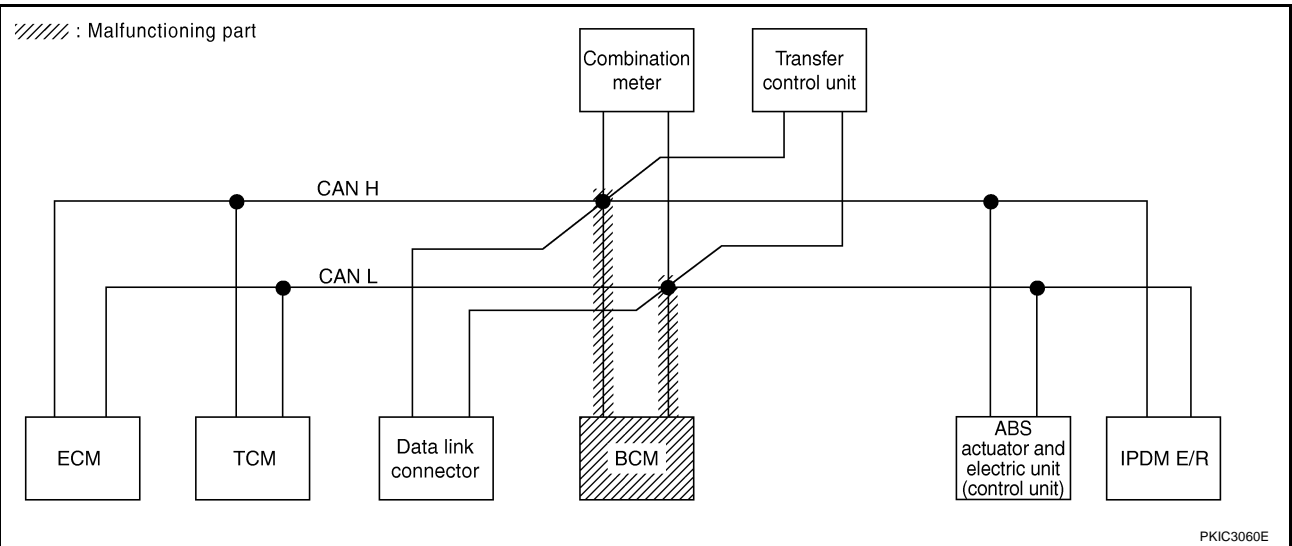 : Malfunctioning part
Combination
meter
Transfer
control unit
CAN H
CAN L
ECM
TCM
Data link
connector
BCM
ABS
actuator and
electric unit
(control unit)
IPDM E/R
PKIC3060E